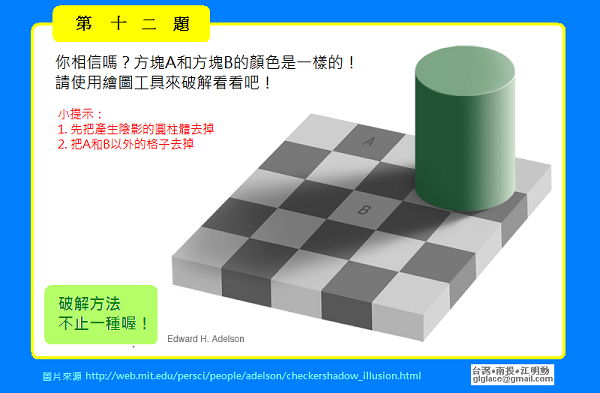 第十二題
你相信嗎？方塊A和方塊B的顏色是一樣的！
請使用繪圖工具來破解看看吧！
小提示：
1. 先把產生陰影的圓柱體去掉
2. 把A和B以外的格子去掉
A
B
破解方法
不止一種喔！
Edward H. Adelson
圖片來源 http://web.mit.edu/persci/people/adelson/checkershadow_illusion.html
台灣•南投•江明勳
glglace@gmail.com